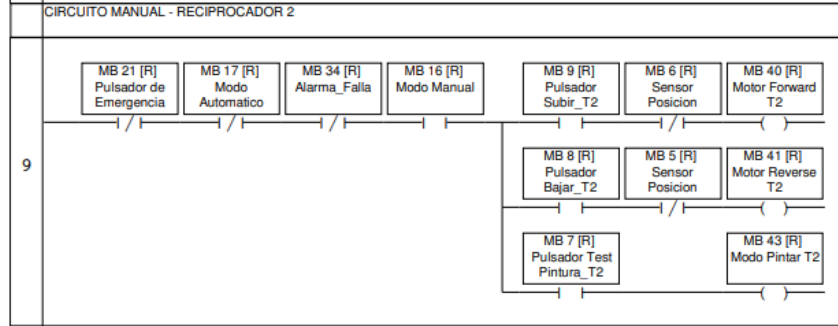 CIRCUITO MANUAL - RECIPROCADOR 2
9
MB 21 [R]
Pulsador de
Emergencia
MB 17 [R]
Modo
Automatico
MB 34 [R]
Alarma_Falla
MB 16 [R]
Modo Manual
MB 9 [R]
Pulsador
Subir_T2
MB 6 [R]
Sensor
Posicion
MB 40 [R]
Motor Forward
T2
MB 8 [R]
Pulsador
Bajar_T2
MB 5 [R]
Sensor
Posicion
MB 41 [R]
Motor Reverse
T2
MB 7 [R]
Pulsador Test
Pintura_T2
MB 43 [R]
Modo Pintar T2